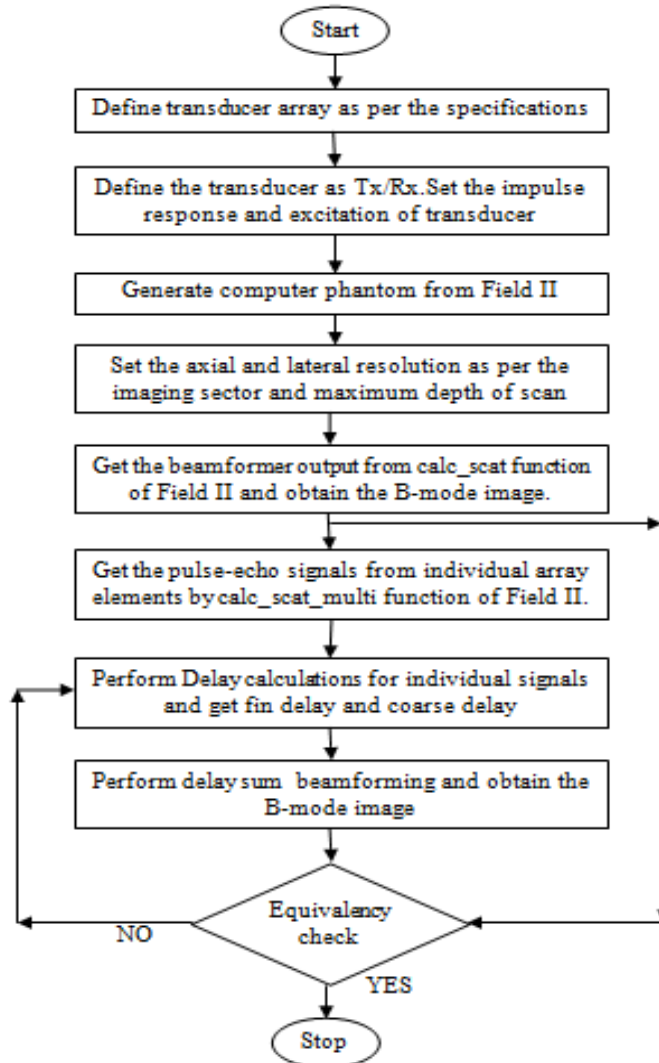 Start
Define transducer array as per the specifications
Define the transducer as Tx/Rx.Set the impulse
response and excitation of transducer
Generate computer phantom from Field II
Set the axial and lateral resolution as per the
imaging sector and maximum depth of scan
Get the beamformer output from calc_scat function
of Field II and obtain the B-mode image.
Get the pulse-echo signals from individual array
elements by calc_scat_multi function of Field II.
Perform Delay calculations for individual signals
and get fin delay and coarse delay
Perform delay sum beamforming and obtain the
B-mode image
Equivalency
check
NO
YES
Stop